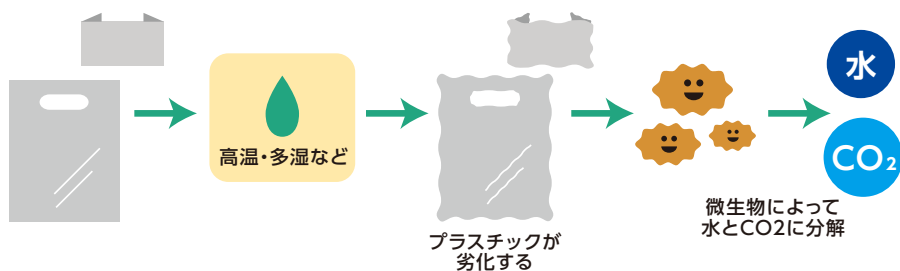 高温・多湿など
プラスチックが
劣化する
微生物によって
水とCO2に分解
水
CO₂